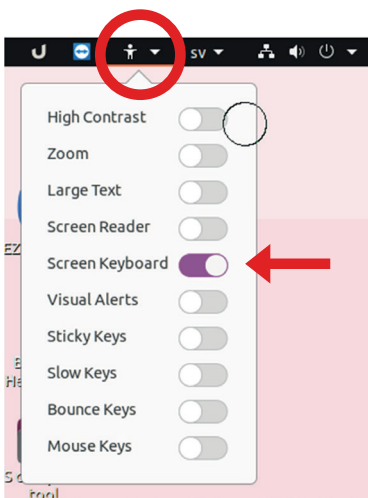 sv
High Contrast
Zoom
Large Text
Screen Reader
EZ
Screen Keyboard
Visual Alerts
Sticky Keys
Slow Keys
Bounce Keys
Mouse Keys
tool